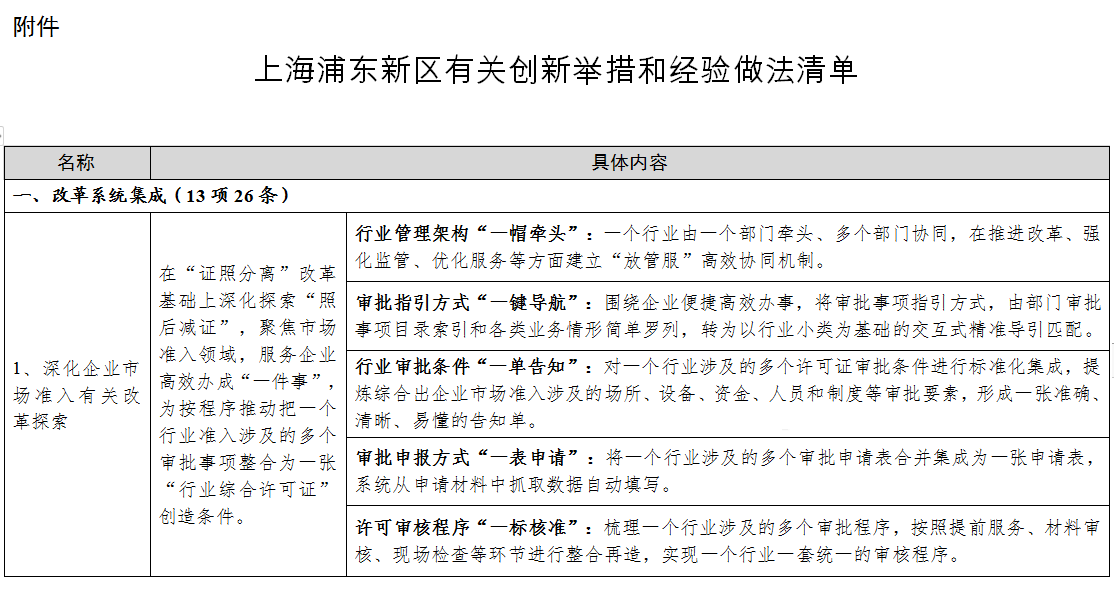 附件
上海浦东新区有关创新举措和经验做法清单
名称
具体内容
一、改革系统集成（13 项 26 条）
1、深化企业市
场准入有关改
革探索
在“证照分离”改革
基础上深化探索“照
后减证”，聚焦市场
准入领域，服务企业
高效办成“一件事”，
为按程序推动把一个
行业准入涉及的多个
审批事项整合为一张
“行业综合许可证”
创造条件。
行业管理架构“一帽牵头”：一个行业由一个部门牵头、多个部门协同，在推进改革、强
化监管、优化服务等方面建立“放管服”高效协同机制。
审批指引方式“一键导航”：围绕企业便捷高效办事，将审批事项指引方式，由部门审批
事项目录索引和各类业务情形简单罗列，转为以行业小类为基础的交互式精准导引匹配。
行业审批条件“一单告知”：对一个行业涉及的多个许可证审批条件进行标准化集成，提
炼综合出企业市场准入涉及的场所、设备、资金、人员和制度等审批要素，形成一张准确、
清晰、易懂的告知单。
审批申报方式“一表申请”：将一个行业涉及的多个审批申请表合并集成为一张申请表，
系统从申请材料中抓取数据自动填写。
许可审核程序“一标核准”：梳理一个行业涉及的多个审批程序，按照提前服务、材料审
核、现场检查等环节进行整合再造，实现一个行业一套统一的审核程序。